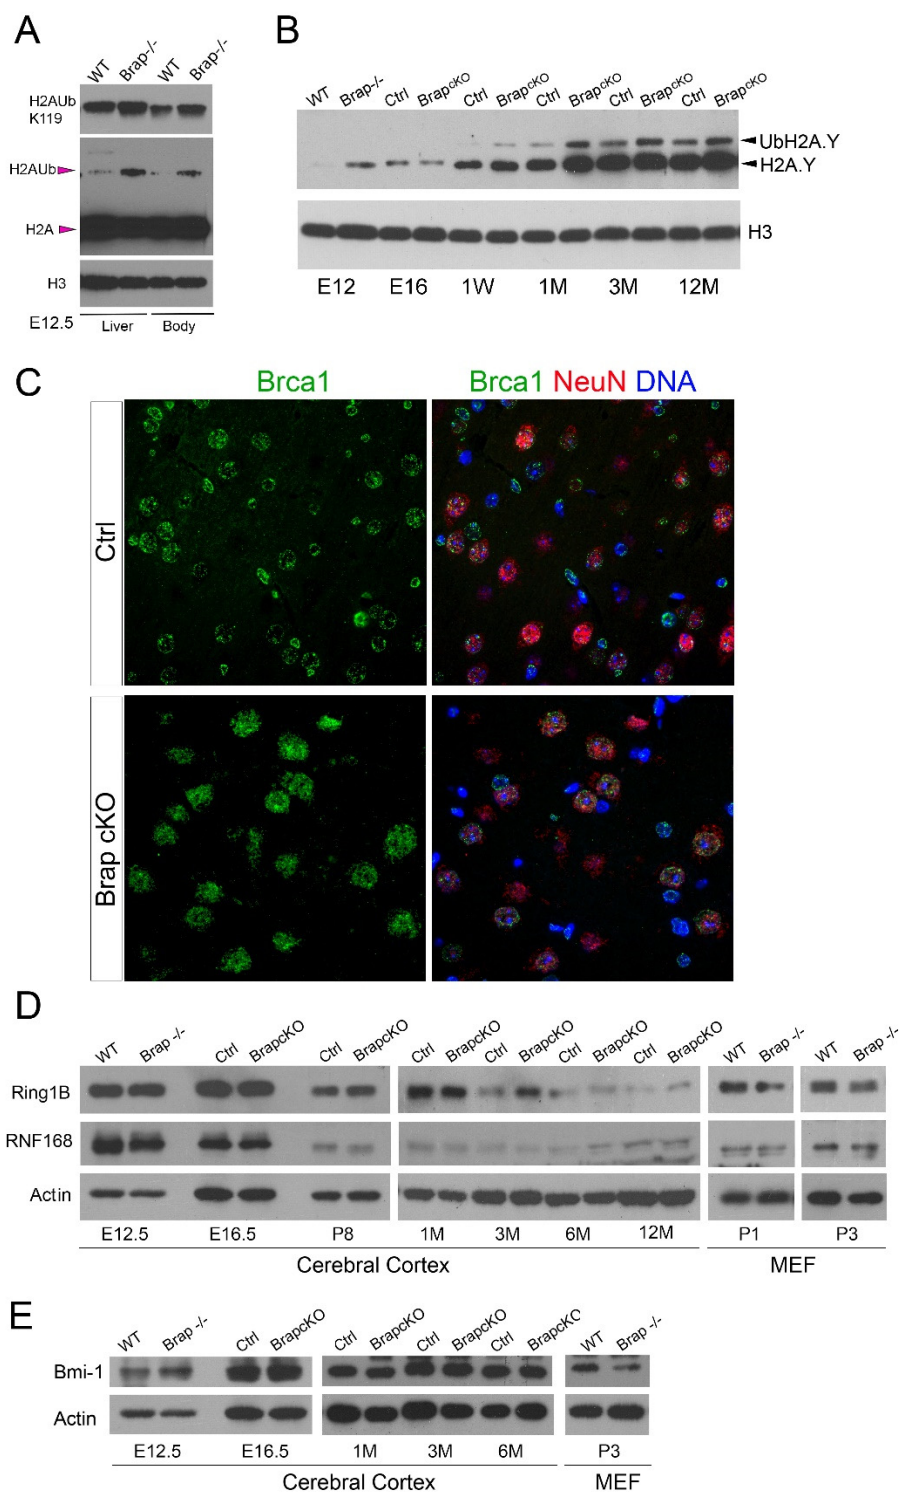 A
WT Brap-/- WT Brap-/-
H2AUb
K119
H2AUb
H2A
H3
E12.5 Liver Body
B
WT Brap-/- Ctrl BrapcKO Ctrl BrapcKO Ctrl BrapcKO Ctrl BrapcKO Ctrl BrapcKO
UbH2A.Y
H2A.Y
H3
E12 E16 1W 1M 3M 12M
C
Brca1 Brca1 NeuN DNA
Ctrl
Brap cKO
D
WT Brap -/- Ctrl BrapcKO Ctrl BrapcKO Ctrl BrapcKO Ctrl BrapcKO Ctrl BrapcKO Ctrl BrapcKO WT Brap -/- WT Brap -/-
Ring1B
RNF168
Actin
E12.5 E16.5 P8 1M 3M 6M 12M P1 P3
Cerebral Cortex MEF
E
WT Brap -/- Ctrl BrapcKO Ctrl BrapcKO Ctrl BrapcKO Ctrl BrapcKO WT Brap -/-
Bmi-1
Actin
E12.5 E16.5 1M 3M 6M P3
Cerebral Cortex MEF